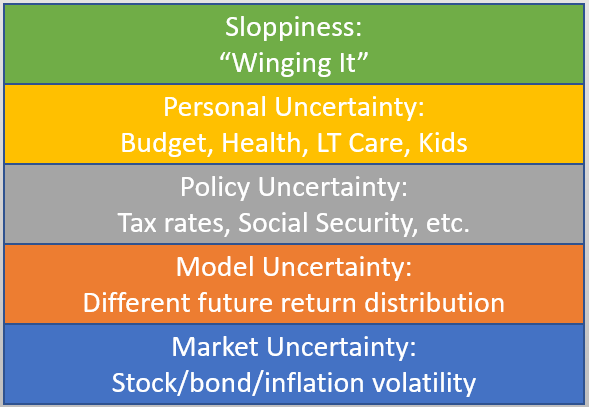 Sloppiness:
“Winging It”
Personal Uncertainty:
Budget, Health, LT Care, Kids
Policy Uncertainty:
Tax rates, Social Security, etc.
Model Uncertainty:
Different future return distribution
Market Uncertainty:
Stock/bond/inflation volatility